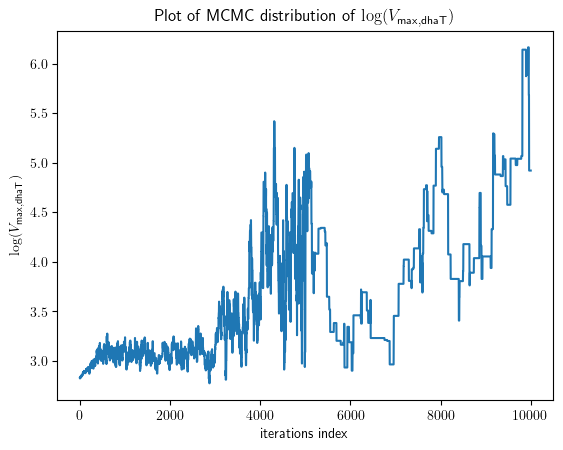 Plot of MCMC distribution of log(V_max,dhaT)
6.0
5.5
5.0
4.5
4.0
3.5
3.0
log(V_max,dhaT)
0 2000 4000 6000 8000 10000
iterations index